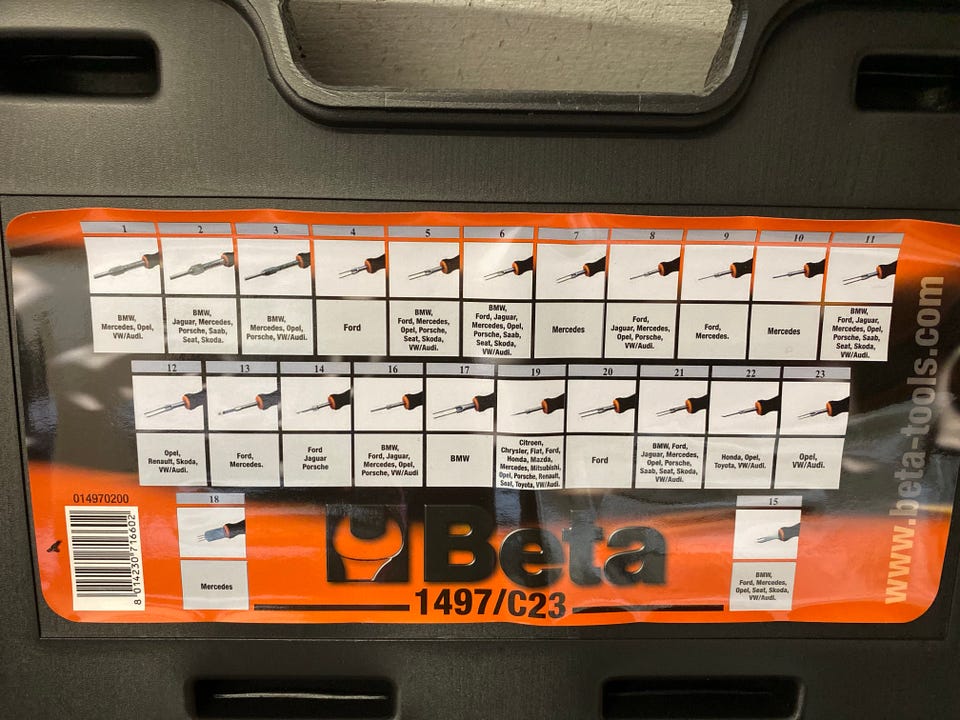 1 2 3 4 5 6 7 8 9 10 11
BMW,
Mercedes, Opel,
VW/Audi.
BMW,
Jaguar, Mercedes,
Porsche, Saab,
Seat, Skoda.
BMW,
Mercedes, Opel,
Porsche, VW/Audi.
Ford
BMW,
Ford, Mercedes,
Opel, Porsche,
Seat, Skoda,
VW/Audi.
BMW,
Ford, Jaguar,
Mercedes, Opel,
Porsche, Saab,
Seat, Skoda,
VW/Audi.
Mercedes
Ford,
Jaguar, Mercedes,
Opel, Porsche,
VW/Audi.
Ford,
Mercedes.
Mercedes
BMW,
Ford, Jaguar,
Mercedes, Opel,
Porsche, Saab,
Seat, Skoda,
VW/Audi.
12 13 14 16 17 19 20 21 22 23
Opel,
Renault, Skoda,
VW/Audi.
Ford,
Mercedes.
Ford
Jaguar
Porsche
BMW,
Ford, Jaguar,
Mercedes, Opel,
Porsche, VW/Audi
BMW
Citroen,
Chrysler, Fiat, Ford,
Honda, Mazda,
Mercedes, Mitsubishi,
Opel, Porsche, Renault,
Seat, Toyota, VW/Audi.
Ford
BMW, Ford,
Jaguar, Mercedes,
Opel, Porsche,
Saab, Seat, Skoda,
VW/Audi.
Honda, Opel,
Toyota, VW/Audi.
Opel,
VW/Audi.
014970200
8 014230 716602
18
Mercedes
Beta
1497/C23
15
BMW,
Ford, Mercedes,
Opel, Seat, Skoda,
VW/Audi.
www.beta-tools.com